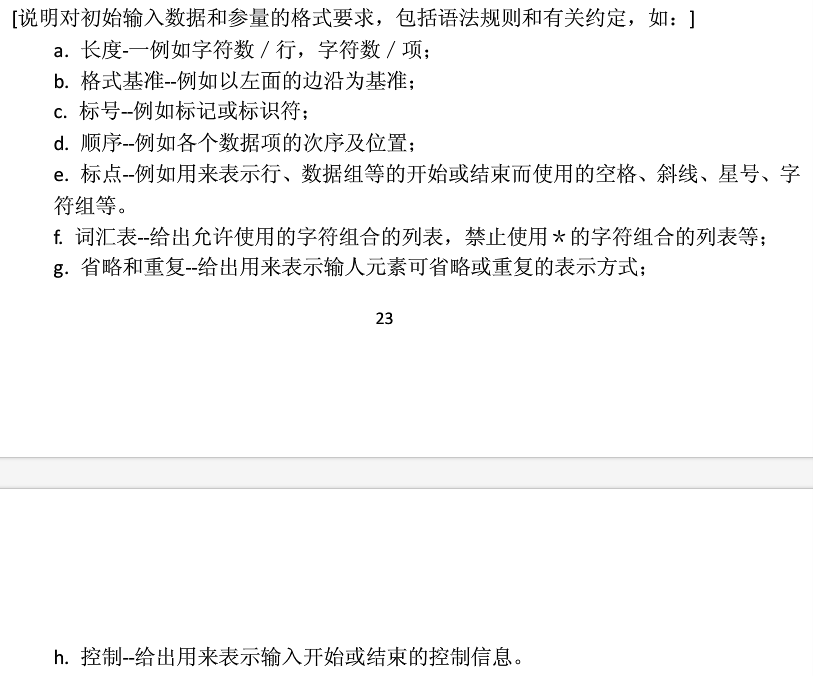 [说明对初始输入数据和参量的格式要求，包括语法规则和有关约定，如：]
a. 长度-一例如字符数／行，字符数／项；
b. 格式基准--例如以左面的边沿为基准；
c. 标号--例如标记或标识符；
d. 顺序--例如各个数据项的次序及位置；
e. 标点--例如用来表示行、数据组等的开始或结束而使用的空格、斜线、星号、字
符组等。
f. 词汇表--给出允许使用的字符组合的列表，禁止使用＊的字符组合的列表等；
g. 省略和重复--给出用来表示输人元素可省略或重复的表示方式；
23
h. 控制--给出用来表示输入开始或结束的控制信息。